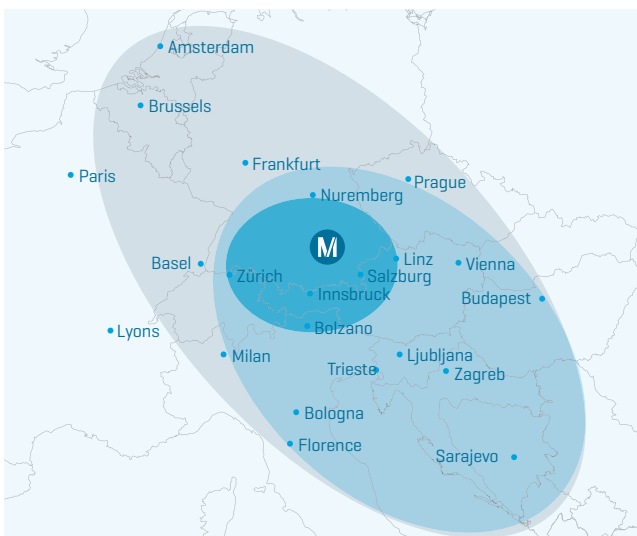 Amsterdam
Brussels
Frankfurt
Paris
Prague
Nuremberg
M
Linz
Basel
Vienna
Zürich
Salzburg
Innsbruck
Budapest
Bolzano
Lyons
Milan
Ljubljana
Trieste
Zagreb
Bologna
Florence
Sarajevo